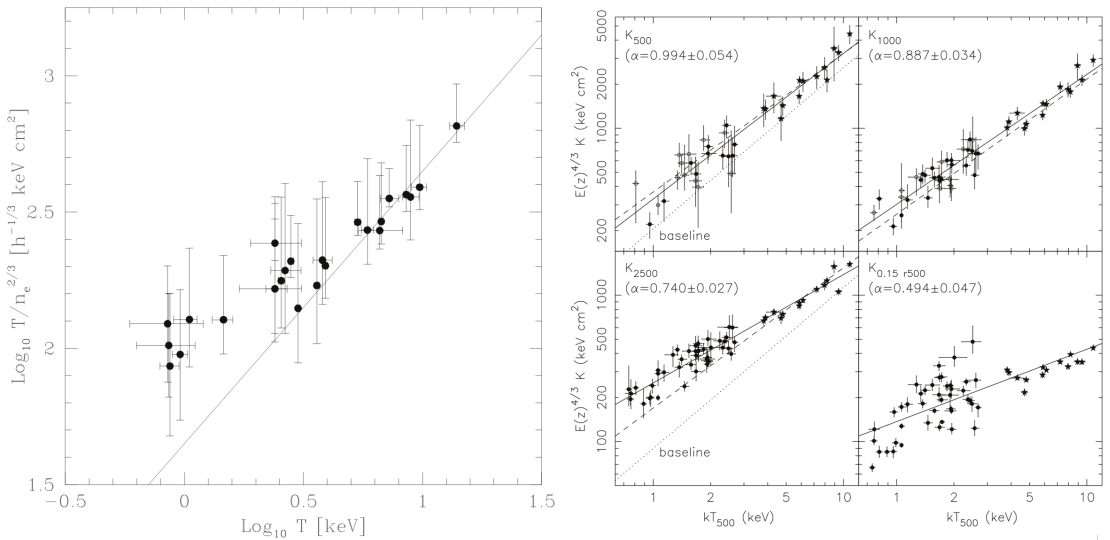 3
2.5
2
1.5
−0.5
0
0.5
1
1.5
Log₁₀ T [keV]
Log₁₀ T/nₑ^2/3 [h^−1/3 keV cm²]
K₅₀₀
(α=0.994±0.054)
K₁₀₀₀
(α=0.887±0.034)
5000
2000
1000
500
200
E(z)^4/3 K (keV cm²)
baseline
K₂₅₀₀
(α=0.740±0.027)
K₀.₁₅ ᵣ₅₀₀
(α=0.494±0.047)
1000
500
200
100
E(z)^4/3 K (keV cm²)
baseline
1
2
5
10
1
2
5
10
kT₅₀₀ (keV)
kT₅₀₀ (keV)